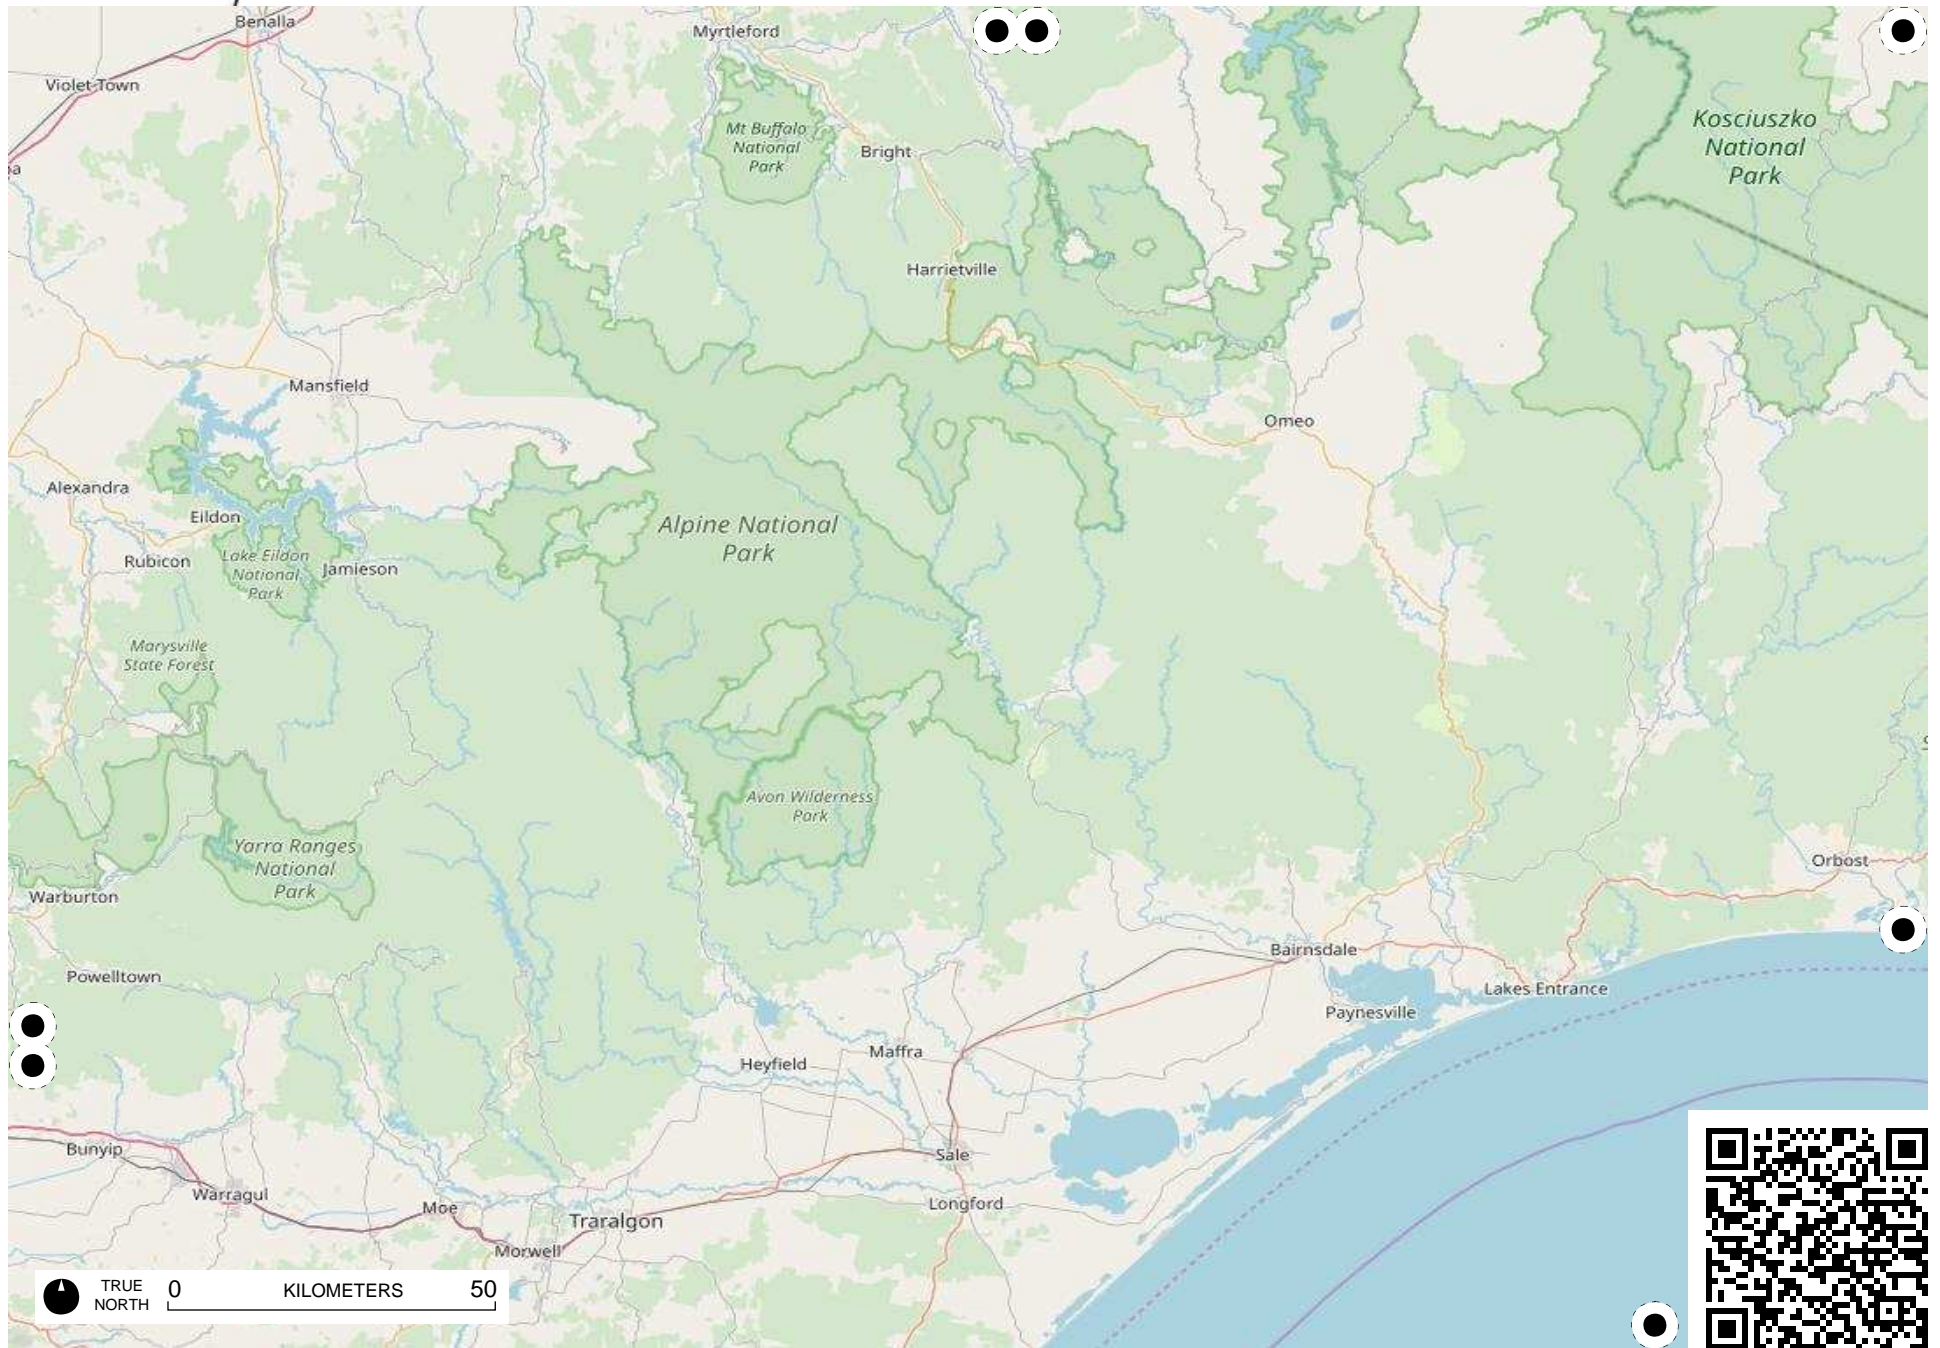 Benalla
Myrtleford
Violet Town
Kosciuszko
National
Park
Mt Buffalo
National
Park
Bright
Harrietville
Mansfield
Omeo
Alexandra
Eildon
Alpine National
Park
Rubicon
Lake Eildon
National
Park
Jamieson
Marysville
State Forest
Avon Wilderness
Park
Yarra Ranges
National
Park
Orbost
Warburton
Bairnsdale
Powelltown
Lakes Entrance
Paynesville
Maffra
Heyfield
Bunyip
Sale
Warragul
Longford
Moe
Traralgon
Morwell
TRUE
NORTH
0 KILOMETERS 50